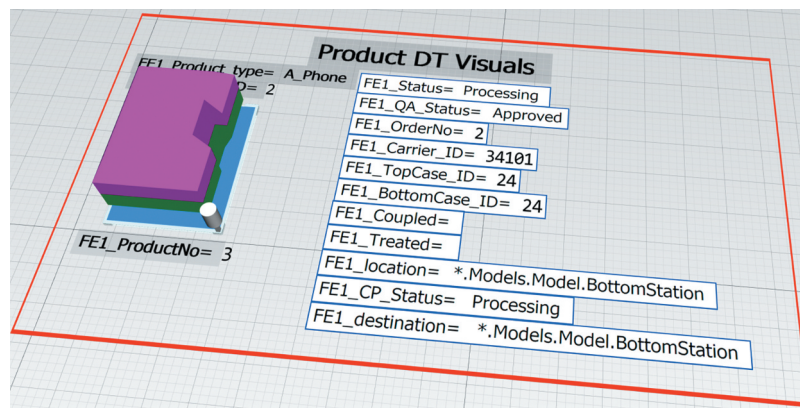 Product DT Visuals
FE1_Product_type= A_Phone
D= 2
FE1_ProductNo= 3
FE1_Status= Processing
FE1_QA_Status= Approved
FE1_OrderNo= 2
FE1_Carrier_ID= 34101
FE1_TopCase_ID= 24
FE1_BottomCase_ID= 24
FE1_Coupled=
FE1_Treated=
FE1_location= *.Models.Model.BottomStation
FE1_CP_Status= Processing
FE1_destination= *.Models.Model.BottomStation